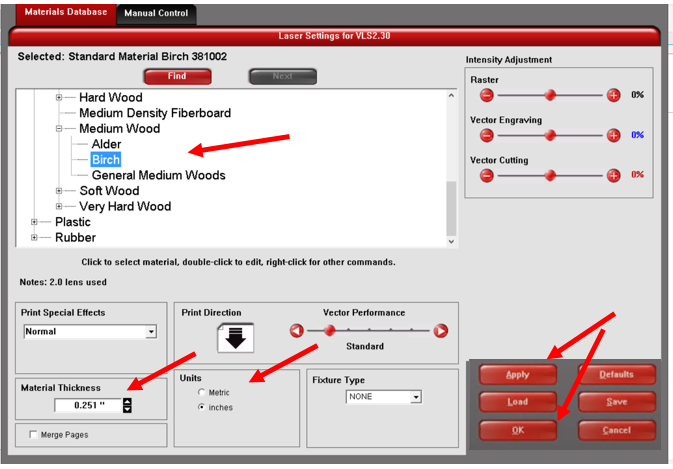 Materials Database
Manual Control
Laser Settings for VLS2.30
Selected: Standard Material Birch 381002
Find
Next
Hard Wood
Medium Density Fiberboard
Medium Wood
Alder
Birch
General Medium Woods
Soft Wood
Very Hard Wood
Plastic
Rubber
Click to select material, double-click to edit, right-click for other commands.
Notes: 2.0 lens used
Intensity Adjustment
Raster
0%
Vector Engraving
0%
Vector Cutting
0%
Print Special Effects
Normal
Print Direction
Vector Performance
Standard
Material Thickness
0.251 "
Units
Metric
inches
Fixture Type
NONE
Merge Pages
Apply
Defaults
Load
Save
OK
Cancel